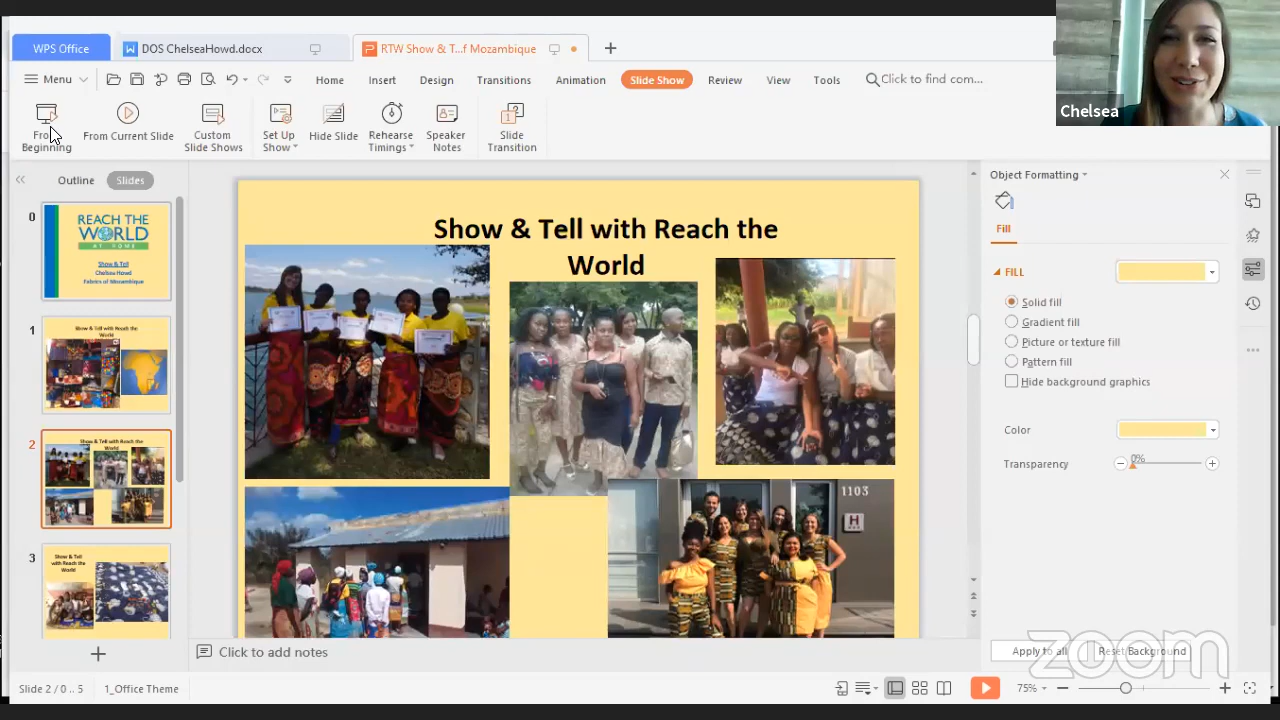 WPS Office
DOS ChelseaHowd.docx
RTW Show & T...f Mozambique
Menu
Home
Insert
Design
Transitions
Animation
Slide Show
Review
View
Tools
Click to find com...
Chelsea
From Current Slide
Beginning
Custom
Slide Shows
Set Up
Show
Hide Slide
Rehearse
Timings
Speaker
Notes
Slide
Transition
Outline
Slides
0
REACH THE
WORLD
AT HOME
Show & Tell
Chelsea Howd
Fabrics of Mozambique
1
Show & Tell with Reach the
World
2
Show & Tell with Reach the
World
3
Show & Tell
with Reach the
World
Show & Tell with Reach the
World
1103
H
Click to add notes
Object Formatting
Fill
FILL
Solid fill
Gradient fill
Picture or texture fill
Pattern fill
Hide background graphics
Color
Transparency
0%
Apply to all
Reset Background
zoom
Slide 2 / 0 .. 5
1_Office Theme
75%